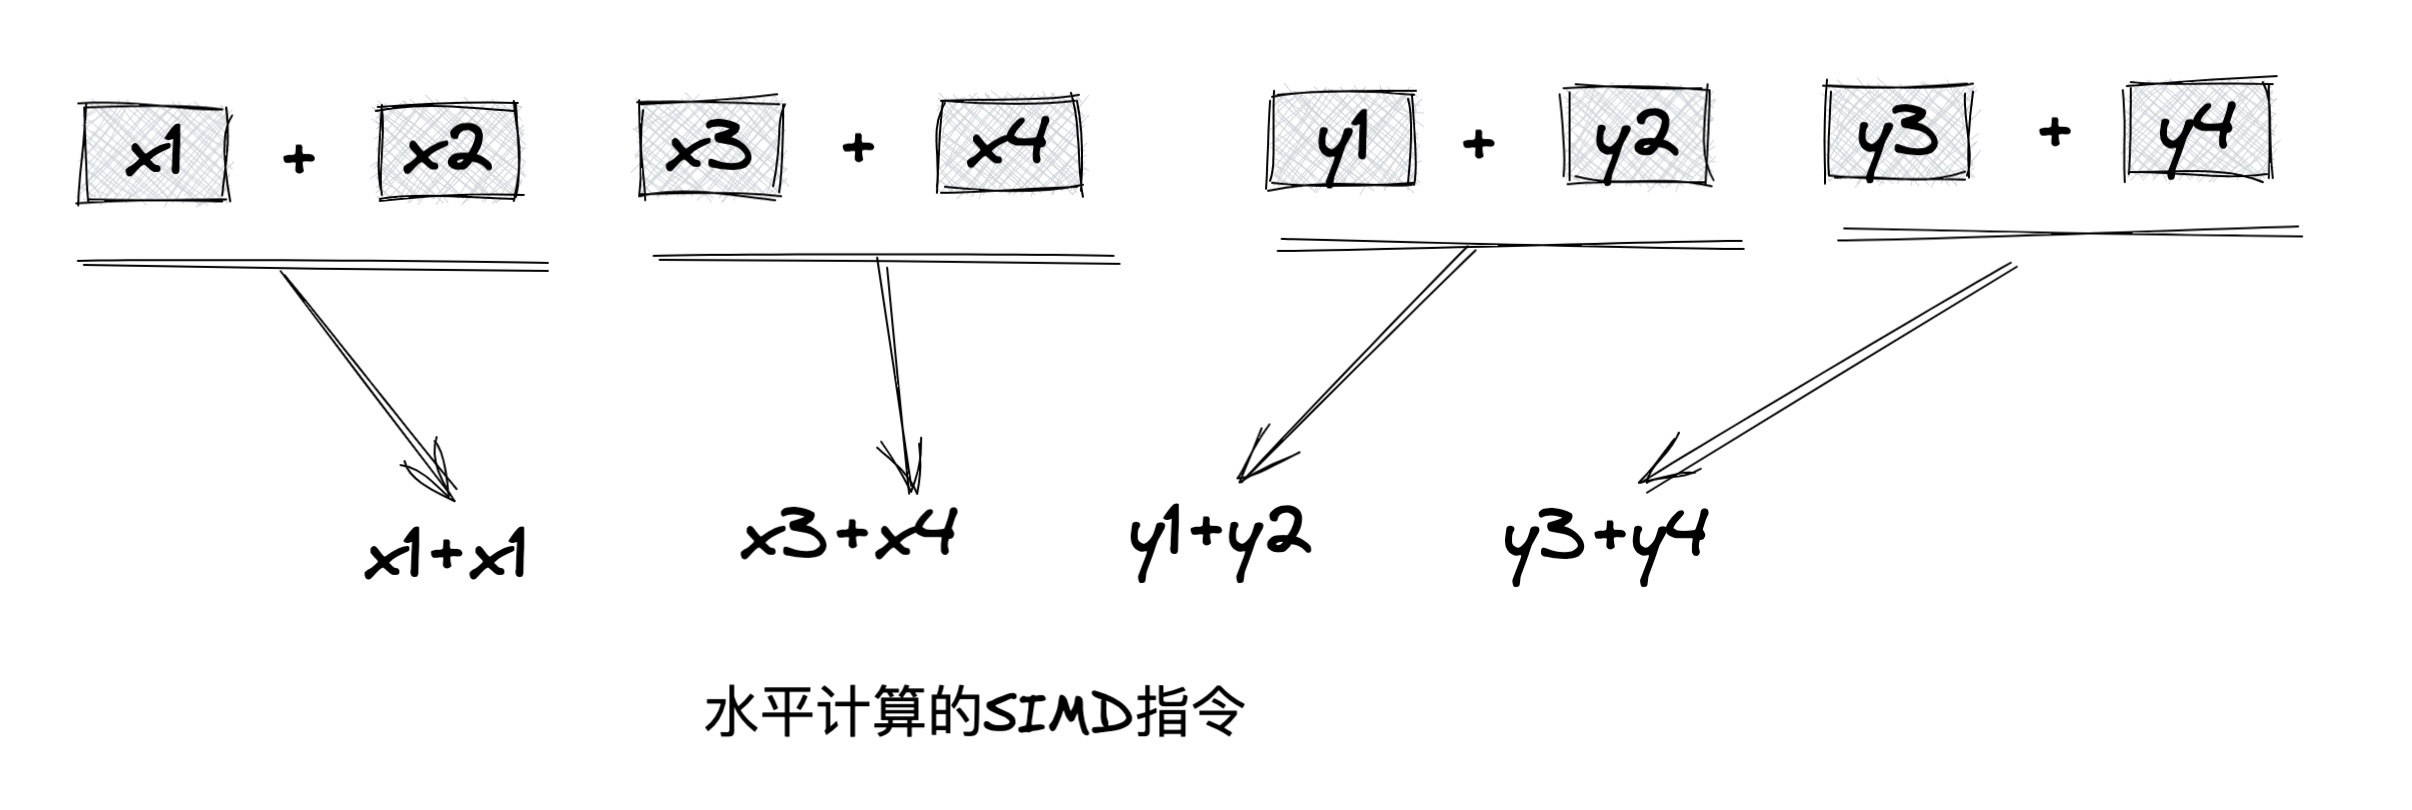 x1 + x2 x3 + x4 y1 + y2 y3 + y4
x1+x1 x3+x4 y1+y2 y3+y4
水平计算的SIMD指令